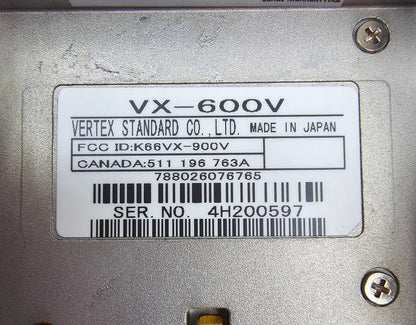 VX-600V
VERTEX STANDARD CO.,LTD. MADE IN JAPAN
FCC ID:K66VX-900V
CANADA:511 196 763A
788026076765
SER. NO. 4H200597